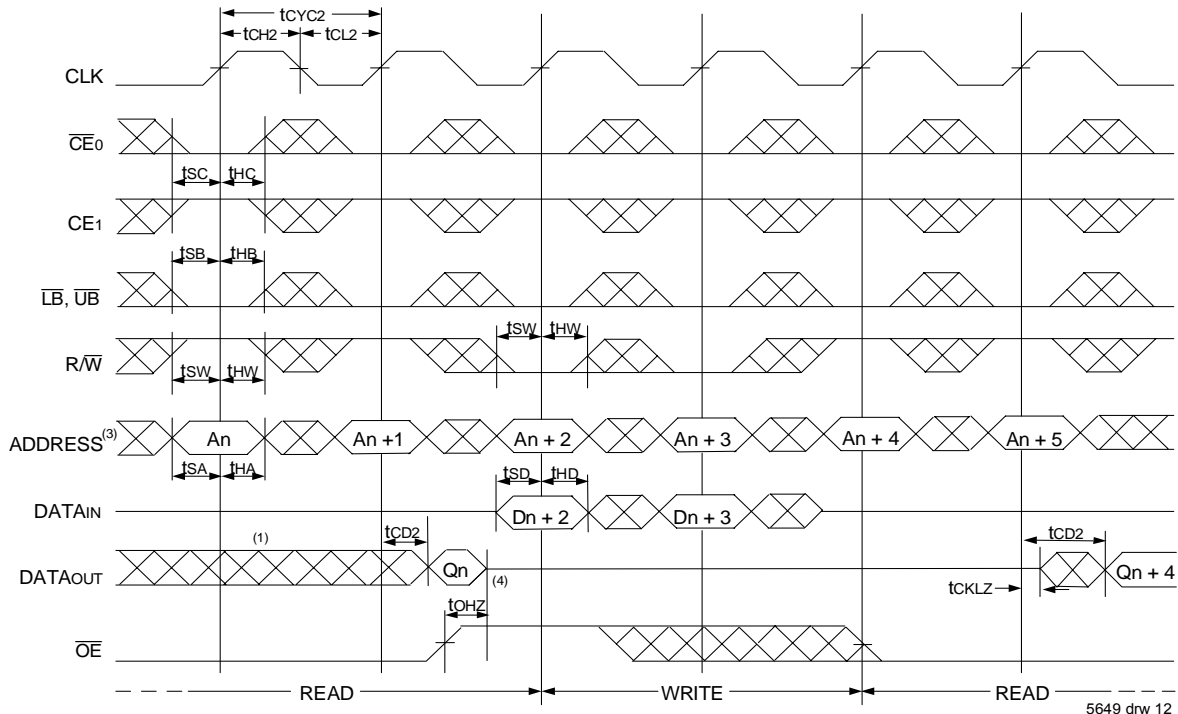 tCYC2
tCH2 tCL2
CLK
CE0
tSC tHC
CE1
tSB tHB
LB, UB
tSW tHW
R/W
tSW tHW
ADDRESS(3) An An + 1 An + 2 An + 3 An + 4 An + 5
tSA tHA tSD tHD
DATAIN Dn + 2 Dn + 3
(1) tCD2 tCD2
DATAOUT Qn (4) Qn + 4
tCKLZ
tOHZ
OE
READ WRITE READ
5649 drw 12